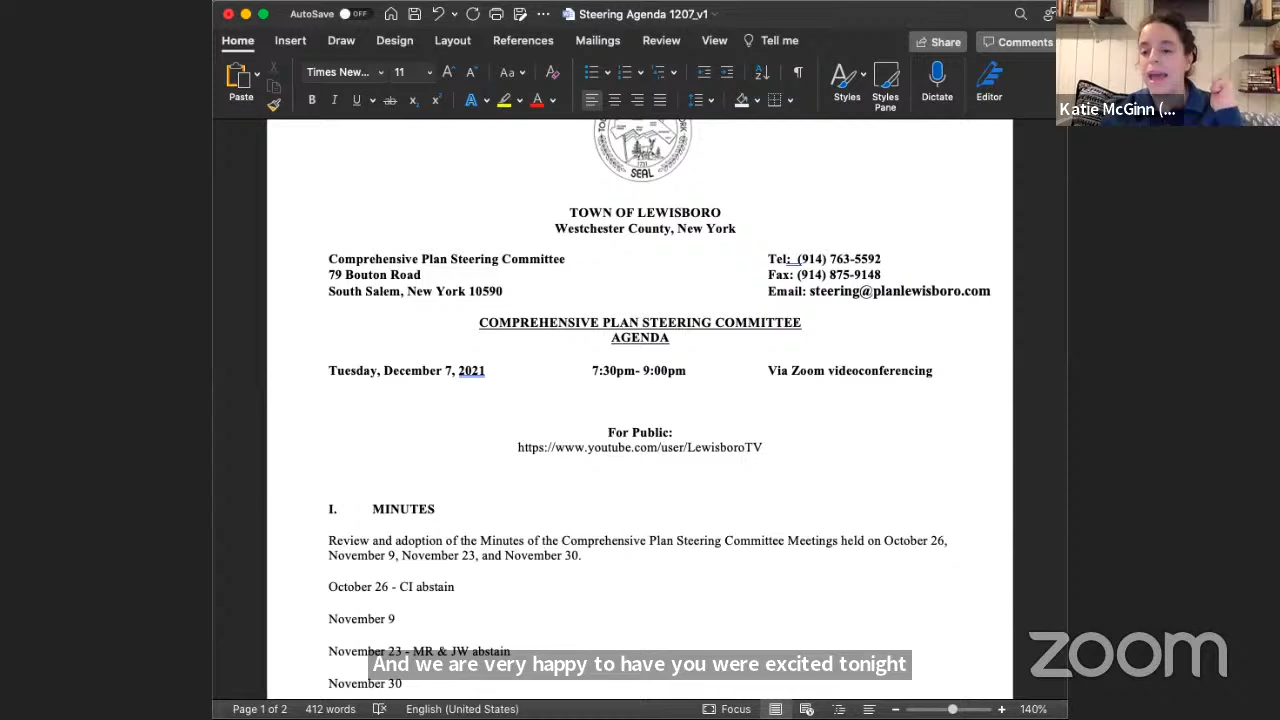 AutoSave OFF Steering Agenda 1207_v1
Home Insert Draw Design Layout References Mailings Review View Tell me Share Comments
Paste Times New... 11 Aa Styles Styles Pane Dictate Editor
B I U ab x₂ x² A A
Katie McGinn (...
1731
SEAL
TOWN OF LEWISBORO
Westchester County, New York
Comprehensive Plan Steering Committee Tel: (914) 763-5592
79 Bouton Road Fax: (914) 875-9148
South Salem, New York 10590 Email: steering@planlewisboro.com
COMPREHENSIVE PLAN STEERING COMMITTEE
AGENDA
Tuesday, December 7, 2021 7:30pm- 9:00pm Via Zoom videoconferencing
For Public:
https://www.youtube.com/user/LewisboroTV
I. MINUTES
Review and adoption of the Minutes of the Comprehensive Plan Steering Committee Meetings held on October 26,
November 9, November 23, and November 30.
October 26 - CI abstain
November 9
November 23 - MR & JW abstain
And we are very happy to have you were excited tonight
November 30
zoom
Page 1 of 2 412 words English (United States) Focus 140%